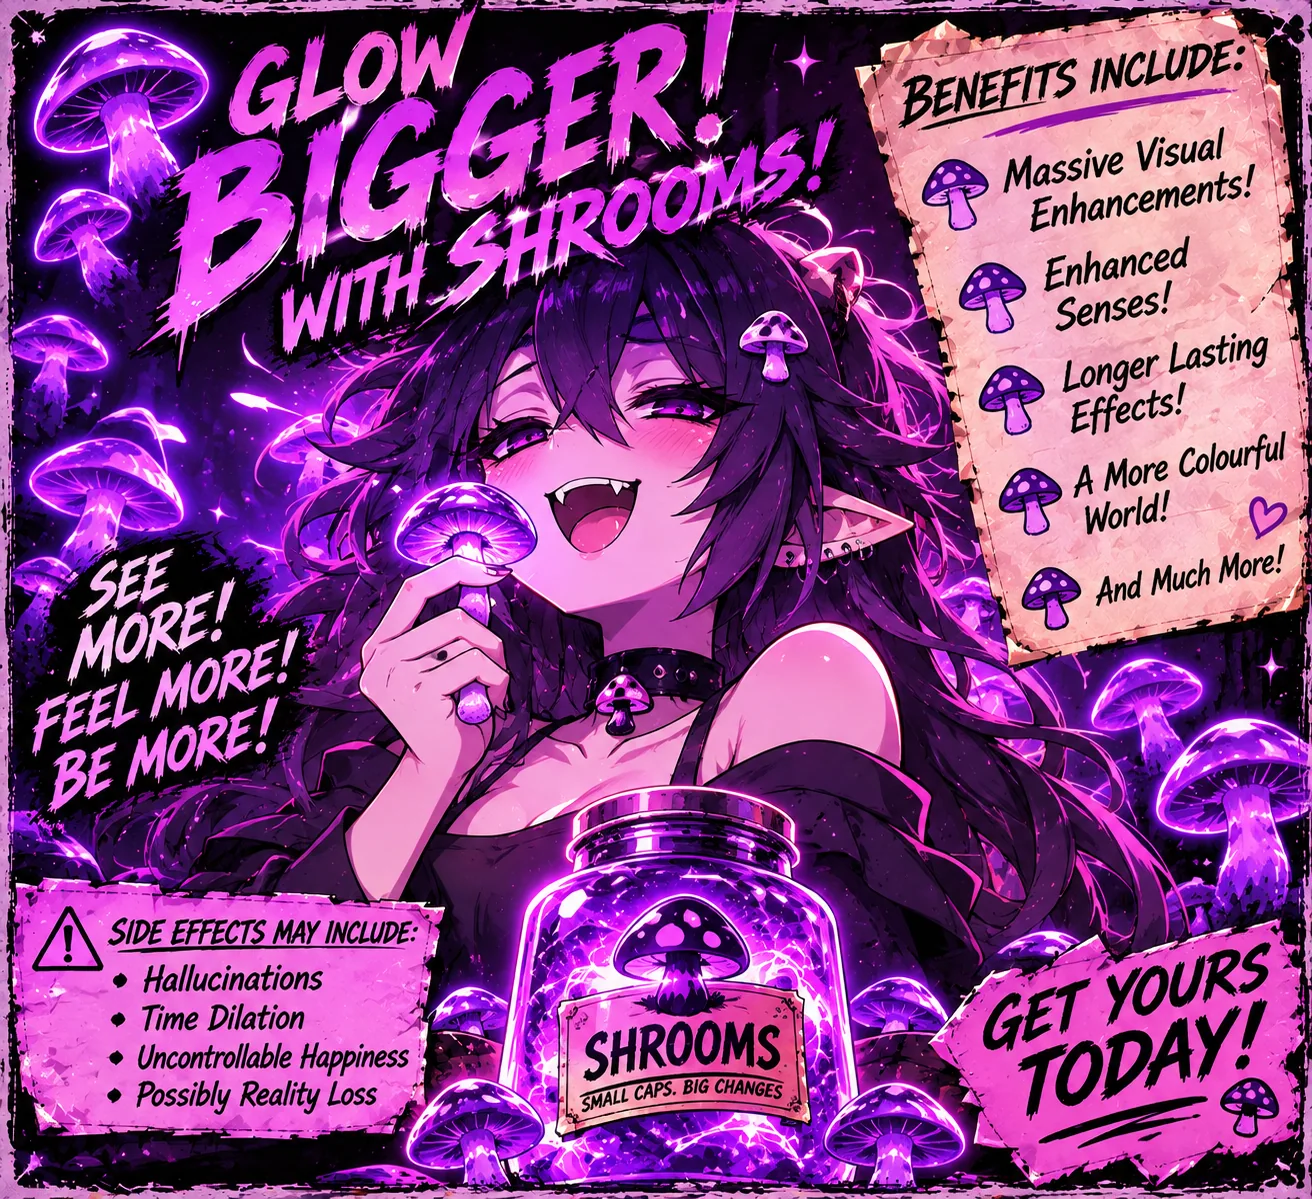 GLOW
BIGGER!
WITH SHROOMS!
BENEFITS INCLUDE:
Massive Visual
Enhancements!
Enhanced
Senses!
Longer Lasting
Effects!
A More Colourful
World!
And Much More!
SEE
MORE!
FEEL MORE!
BE MORE!
SIDE EFFECTS MAY INCLUDE:
• Hallucinations
• Time Dilation
• Uncontrollable Happiness
• Possibly Reality Loss
SHROOMS
SMALL CAPS. BIG CHANGES
GET YOURS
TODAY!